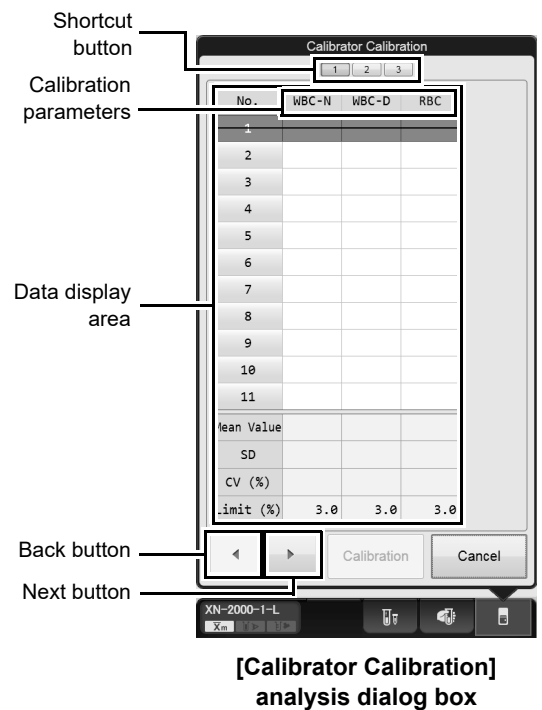 Shortcut
button
Calibrator Calibration
1 2 3
Calibration
parameters
No. WBC-N WBC-D RBC
1
2
3
4
5
6
7
Data display
area
8
9
10
11
Mean Value
SD
CV (%)
Limit (%) 3.0 3.0 3.0
Back button
Calibration Cancel
Next button
XN-2000-1-L
Xm
[Calibrator Calibration]
analysis dialog box